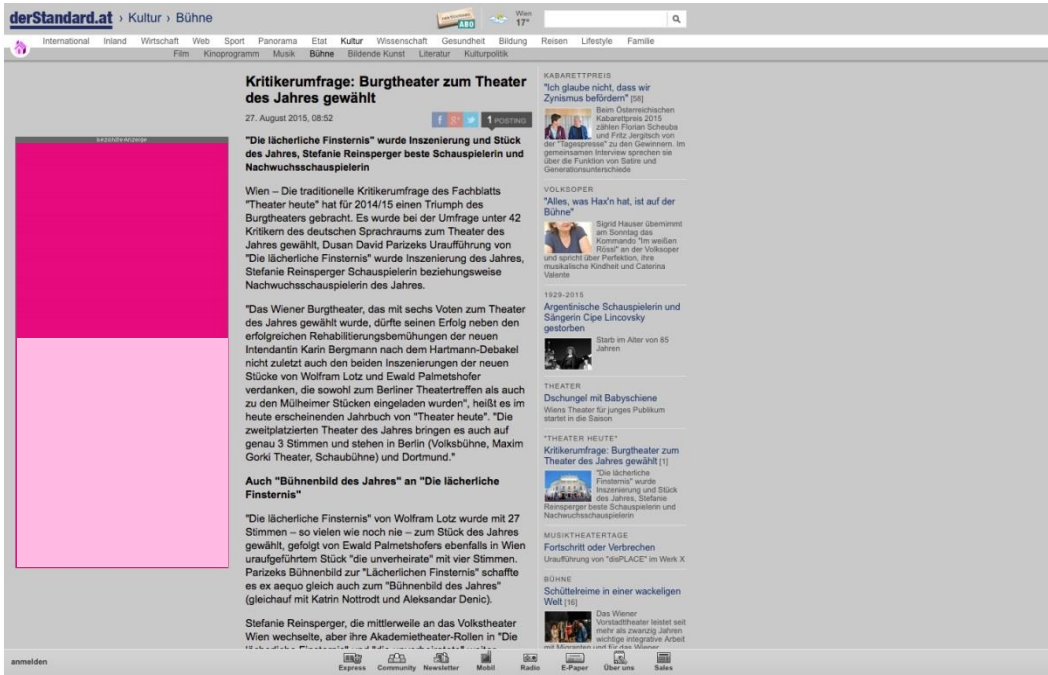 derStandard.at › Kultur › Bühne
ABO
Wien
17°
International Inland Wirtschaft Web Sport Panorama Etat Kultur Wissenschaft Gesundheit Bildung Reisen Lifestyle Familie
Film Kinoprogramm Musik Bühne Bildende Kunst Literatur Kulturpolitik
bezahlte Anzeige
Kritikerumfrage: Burgtheater zum Theater
des Jahres gewählt
27. August 2015, 08:52
1 POSTING
"Die lächerliche Finsternis" wurde Inszenierung und Stück
des Jahres, Stefanie Reinsperger beste Schauspielerin und
Nachwuchsschauspielerin
Wien – Die traditionelle Kritikerumfrage des Fachblatts
"Theater heute" hat für 2014/15 einen Triumph des
Burgtheaters gebracht. Es wurde bei der Umfrage unter 42
Kritikern des deutschen Sprachraums zum Theater des
Jahres gewählt, Dusan David Parizeks Uraufführung von
"Die lächerliche Finsternis" wurde Inszenierung des Jahres,
Stefanie Reinsperger Schauspielerin beziehungsweise
Nachwuchsschauspielerin des Jahres.
"Das Wiener Burgtheater, das mit sechs Voten zum Theater
des Jahres gewählt wurde, dürfte seinen Erfolg neben den
erfolgreichen Rehabilitierungsbemühungen der neuen
Intendantin Karin Bergmann nach dem Hartmann-Debakel
nicht zuletzt auch den beiden Inszenierungen der neuen
Stücke von Wolfram Lotz und Ewald Palmetshofer
verdanken, die sowohl zum Berliner Theatertreffen als auch
zu den Mülheimer Stücken eingeladen wurden", heißt es im
heute erscheinenden Jahrbuch von "Theater heute". "Die
zweitplatzierten Theater des Jahres bringen es auch auf
genau 3 Stimmen und stehen in Berlin (Volksbühne, Maxim
Gorki Theater, Schaubühne) und Dortmund."
Auch "Bühnenbild des Jahres" an "Die lächerliche
Finsternis"
"Die lächerliche Finsternis" von Wolfram Lotz wurde mit 27
Stimmen – so vielen wie noch nie – zum Stück des Jahres
gewählt, gefolgt von Ewald Palmetshofers ebenfalls in Wien
uraufgeführtem Stück "die unverheirate" mit vier Stimmen.
Parizeks Bühnenbild zur "Lächerlichen Finsternis" schaffte
es ex aequo gleich auch zum "Bühnenbild des Jahres"
(gleichauf mit Katrin Nottrodt und Aleksandar Denic).
Stefanie Reinsperger, die mittlerweile an das Volkstheater
Wien wechselte, aber ihre Akademietheater-Rollen in "Die
KABARETTPREIS
"Ich glaube nicht, dass wir
Zynismus befördern" [58]
Beim Österreichischen
Kabarettpreis 2015
zählen Florian Scheuba
und Fritz Jergitsch von
der "Tagespresse" zu den Gewinnern. Im
gemeinsamen Interview sprechen sie
über die Funktion von Satire und
Generationsunterschiede
VOLKSOPER
"Alles, was Hax'n hat, ist auf der
Bühne"
Sigrid Hauser übernimmt
am Sonntag das
Kommando "Im weißen
Rössl" an der Volksoper
und spricht über Perfektion, ihre
musikalische Kindheit und Caterina
Valente
1929-2015
Argentinische Schauspielerin und
Sängerin Cipe Lincovsky
gestorben
Starb im Alter von 85
Jahren
THEATER
Dschungel mit Babyschiene
Wiens Theater für junges Publikum
startet in die Saison
"THEATER HEUTE"
Kritikerumfrage: Burgtheater zum
Theater des Jahres gewählt [1]
"Die lächerliche
Finsternis" wurde
Inszenierung und Stück
des Jahres, Stefanie
Reinsperger beste Schauspielerin und
Nachwuchsschauspielerin
MUSIKTHEATERTAGE
Fortschritt oder Verbrechen
Uraufführung von "disPLACE" im Werk X
BÜHNE
Schüttelreime in einer wackeligen
Welt [16]
Das Wiener
Vorstadttheater leistet seit
mehr als zwanzig Jahren
wichtige integrative Arbeit
mit Migranten und für das Wiener
anmelden
Express Community Newsletter Mobil Radio E-Paper Über uns Sales